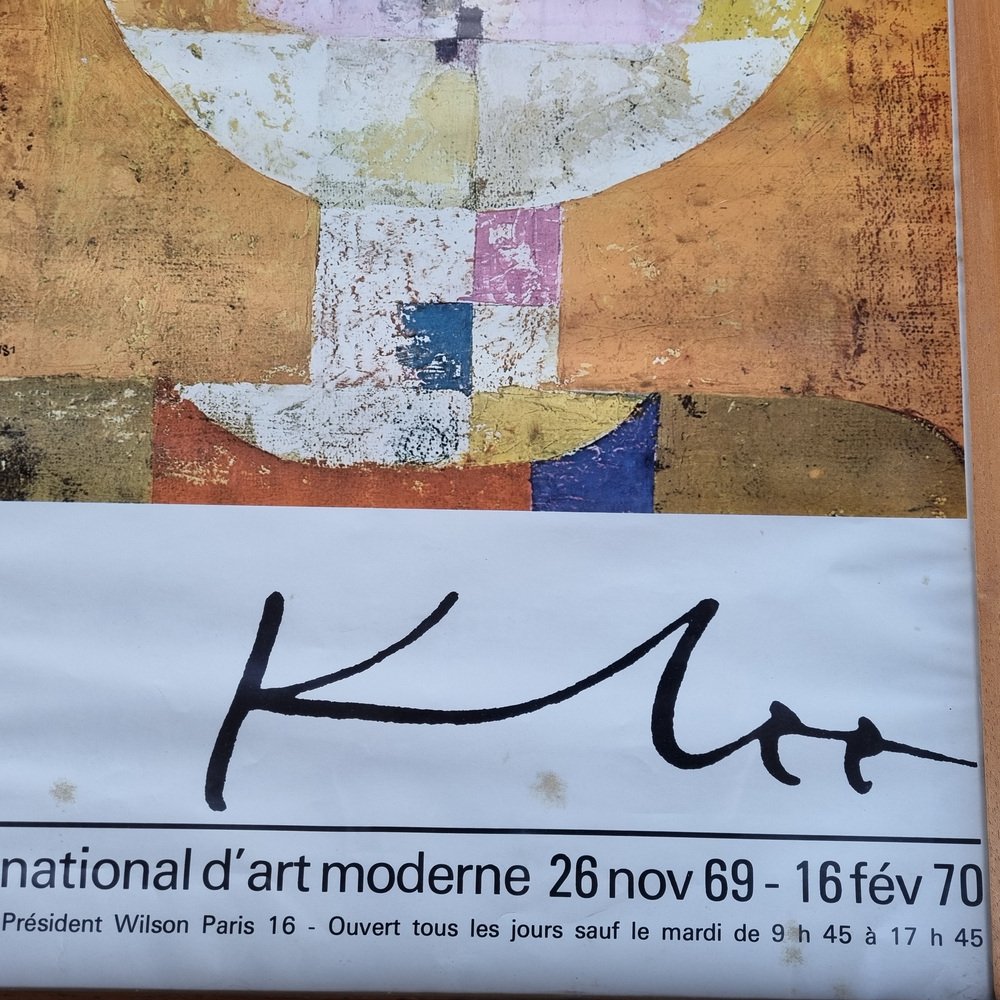 Klee
national d'art moderne 26 nov 69 - 16 fév 70
Président Wilson Paris 16 - Ouvert tous les jours sauf le mardi de 9 h 45 à 17 h 45